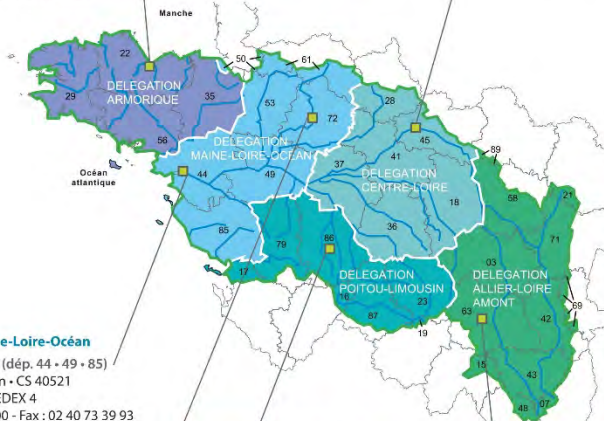 Manche
50
61
22
DELEGATION
ARMORIQUE
29
35
56
53
72
28
45
DELEGATION
MAINE-LOIRE-OCÉAN
Océan
atlantique
44
49
37
41
DELEGATION
CENTRE-LOIRE
89
58
21
18
36
85
79
86
71
17
DELEGATION
POITOU-LIMOUSIN
03
DELEGATION
ALLIER-LOIRE
AMONT
16
23
87
19
63
69
42
15
43
48
07
e-Loire-Océan
(dép. 44 • 49 • 85)
n • CS 40521
EDEX 4
00 - Fax : 02 40 73 39 93